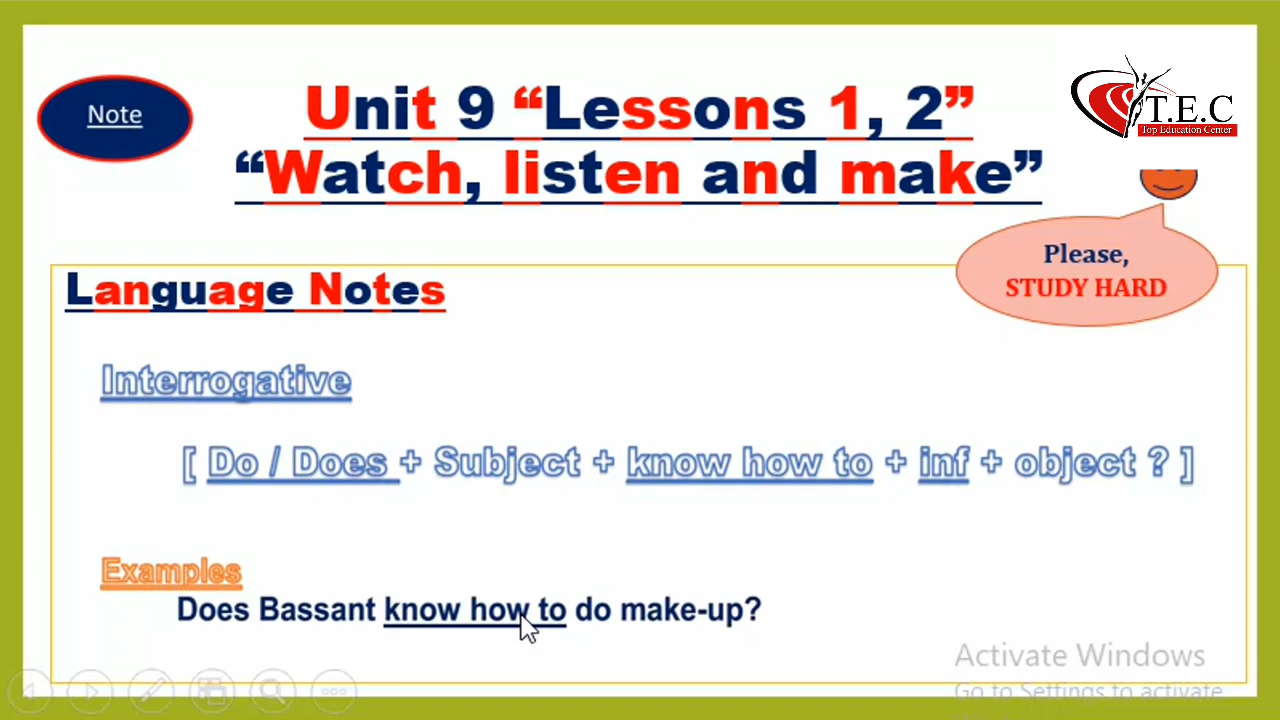 Note
Unit 9 “Lessons 1, 2”
“Watch, listen and make”
T.E.C
Top Education Center
Please,
STUDY HARD
Language Notes
Interrogative
[ Do / Does + Subject + know how to + inf + object ? ]
Examples
Does Bassant know how to do make-up?
Activate Windows
Go to Settings to activate